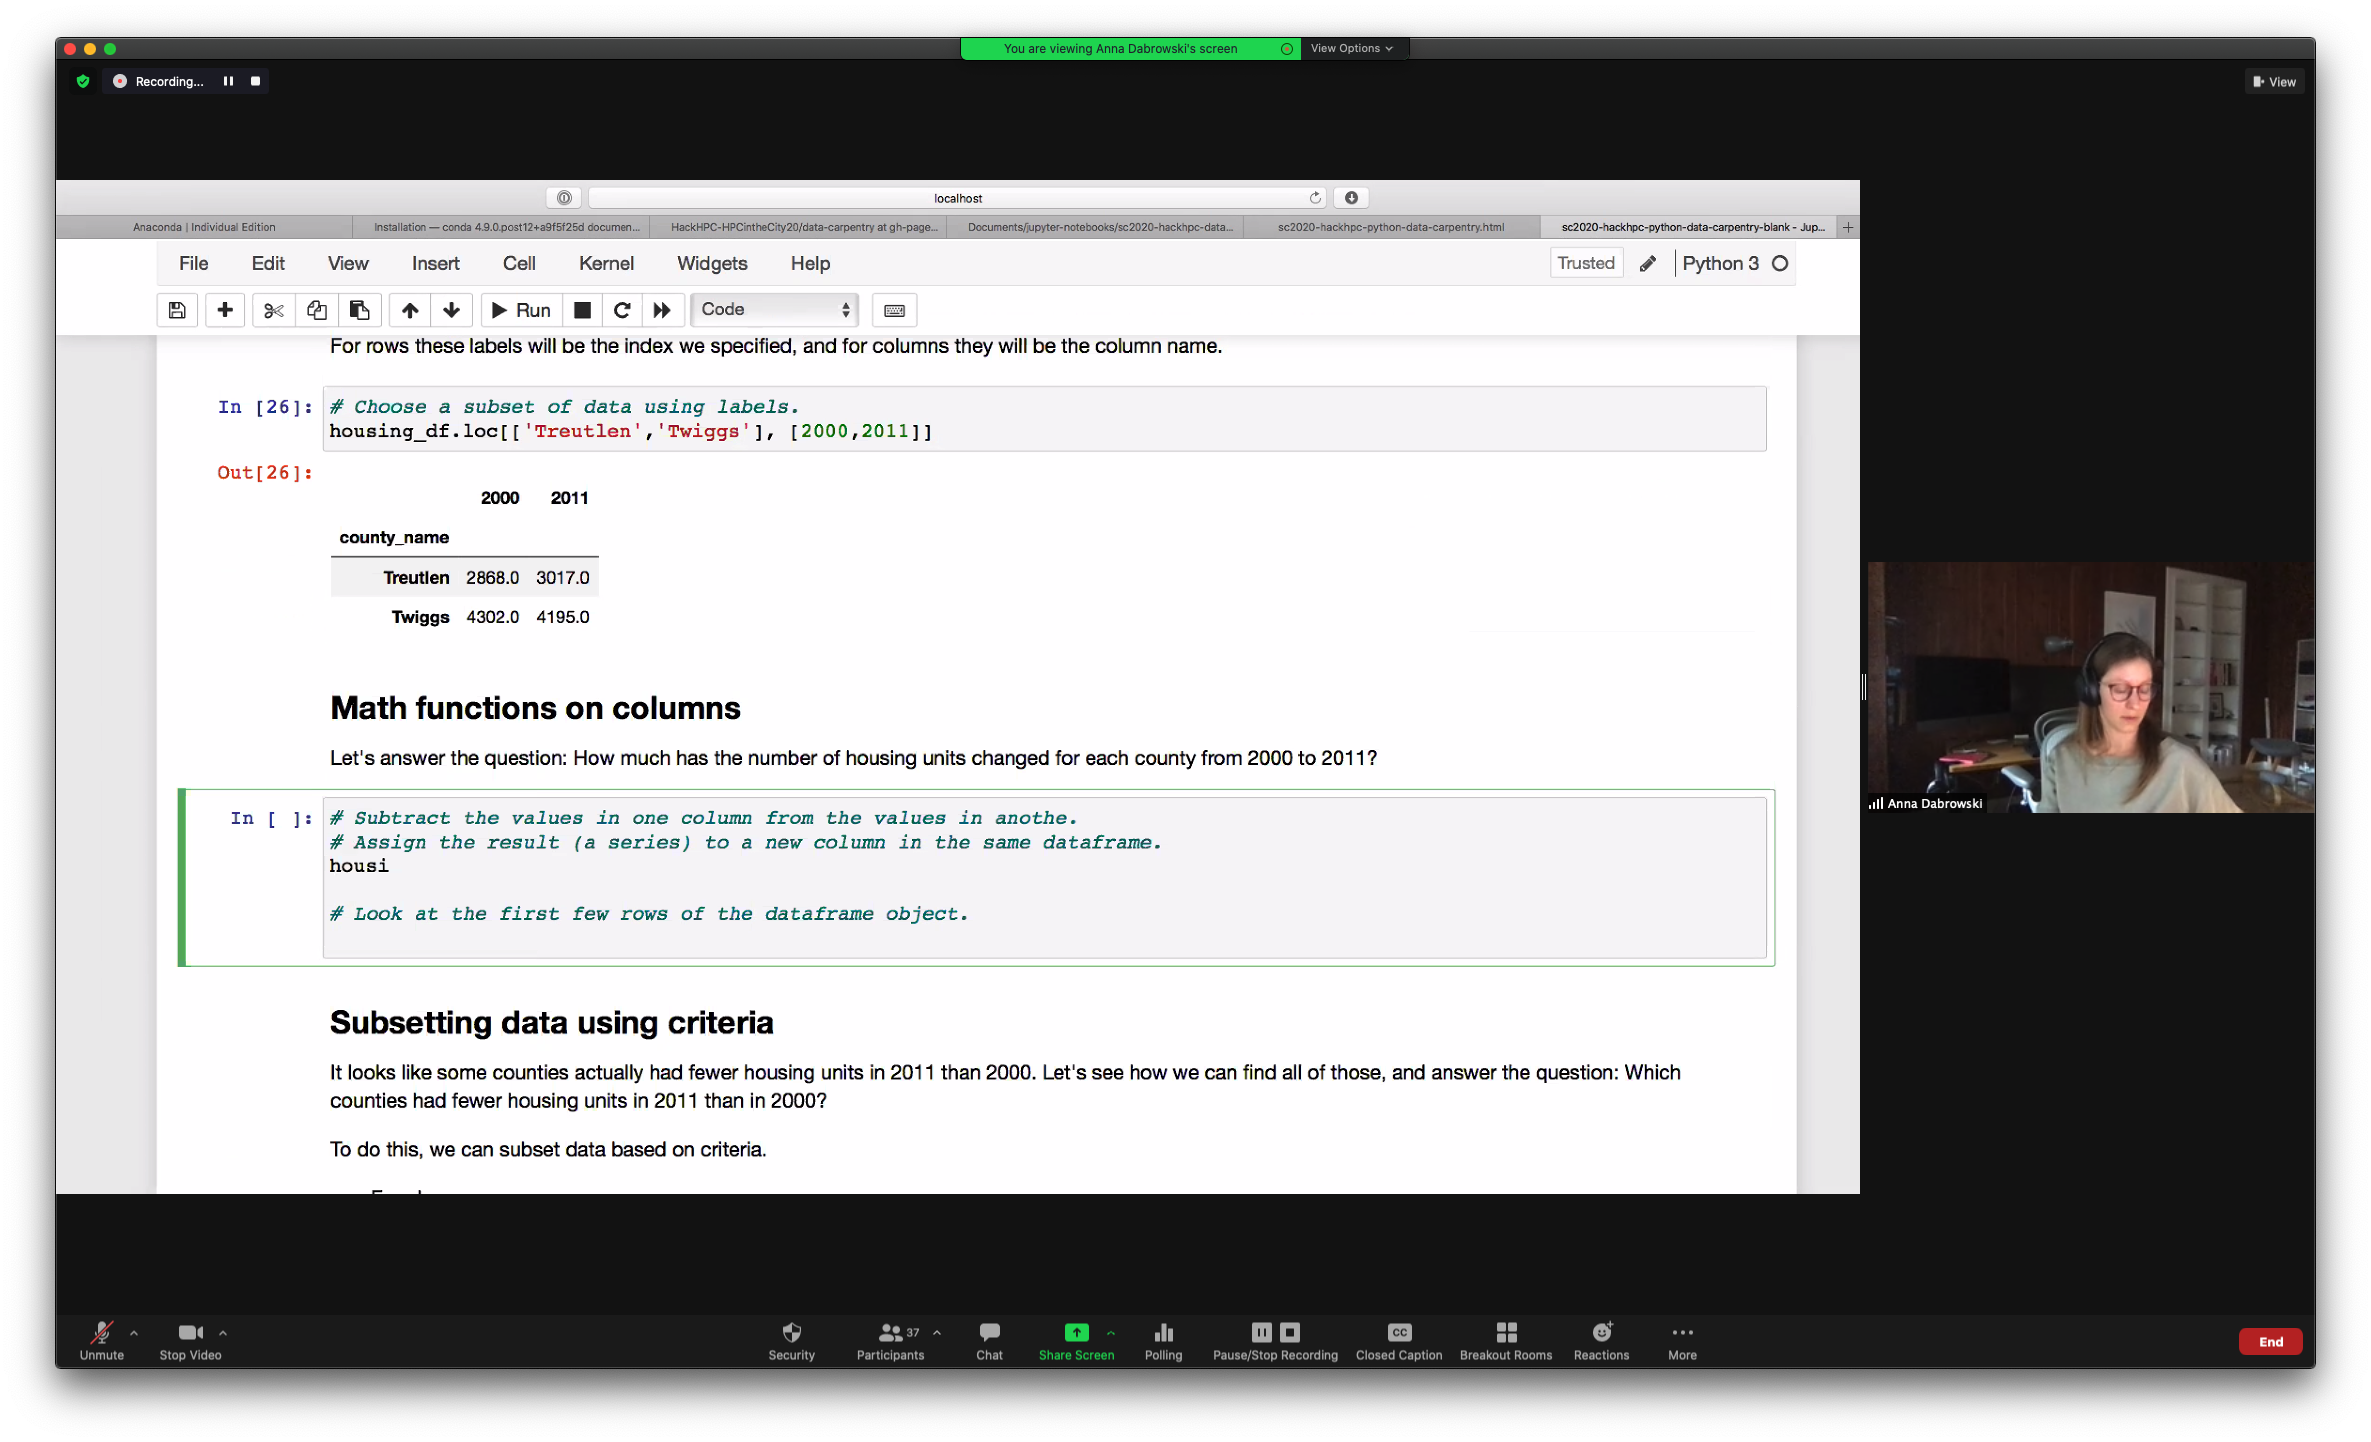 You are viewing Anna Dabrowski's screen
View Options
Recording...
View
localhost
Anaconda | Individual Edition
Installation — conda 4.9.0.post12+a9f5f25d documen...
HackHPC-HPCintheCity20/data-carpentry at gh-page...
Documents/jupyter-notebooks/sc2020-hackhpc-data...
sc2020-hackhpc-python-data-carpentry.html
sc2020-hackhpc-python-data-carpentry-blank - Jup...
File Edit View Insert Cell Kernel Widgets Help
Trusted
Python 3
Run
Code
For rows these labels will be the index we specified, and for columns they will be the column name.
In [26]: # Choose a subset of data using labels.
housing_df.loc[['Treutlen','Twiggs'], [2000,2011]]
Out[26]:
2000 2011
county_name
Treutlen 2868.0 3017.0
Twiggs 4302.0 4195.0
Math functions on columns
Let's answer the question: How much has the number of housing units changed for each county from 2000 to 2011?
In [ ]: # Subtract the values in one column from the values in anothe.
# Assign the result (a series) to a new column in the same dataframe.
housi
# Look at the first few rows of the dataframe object.
Subsetting data using criteria
It looks like some counties actually had fewer housing units in 2011 than 2000. Let's see how we can find all of those, and answer the question: Which
counties had fewer housing units in 2011 than in 2000?
To do this, we can subset data based on criteria.
Anna Dabrowski
Unmute
Stop Video
Security
Participants
37
Chat
Share Screen
Polling
Pause/Stop Recording
CC
Closed Caption
Breakout Rooms
Reactions
More
End